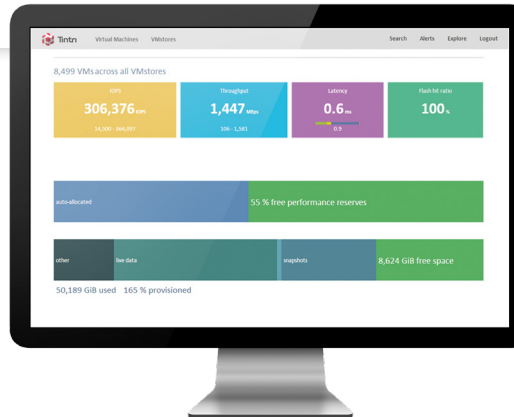 Tintri Virtual Machines VMstores Search Alerts Explore Logout
8,499 VMs across all VMstores
IOPS Throughput Latency Flash hit ratio
306,376 IOPS 1,447 MBps 0.6 ms 100 %
106 - 1,581 0.9
auto-allocated 55 % free performance reserves
other live data snapshots 8,624 GiB free space
50,189 GiB used 165 % provisioned